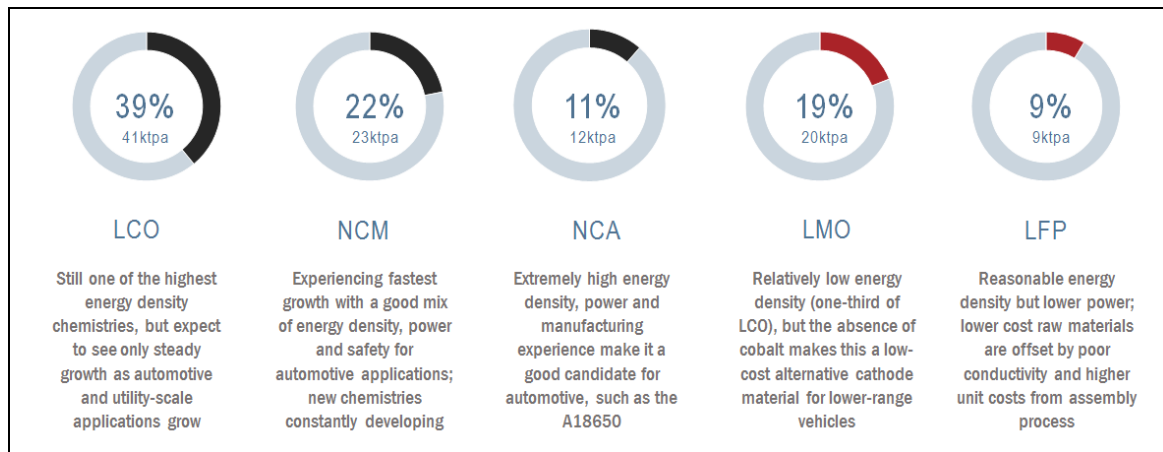 39%
41ktpa
LCO
Still one of the highest
energy density
chemistries, but expect
to see only steady
growth as automotive
and utility-scale
applications grow
22%
23ktpa
NCM
Experiencing fastest
growth with a good mix
of energy density, power
and safety for
automotive applications;
new chemistries
constantly developing
11%
12ktpa
NCA
Extremely high energy
density, power and
manufacturing
experience make it a
good candidate for
automotive, such as the
A18650
19%
20ktpa
LMO
Relatively low energy
density (one-third of
LCO), but the absence of
cobalt makes this a low-
cost alternative cathode
material for lower-range
vehicles
9%
9ktpa
LFP
Reasonable energy
density but lower power;
lower cost raw materials
are offset by poor
conductivity and higher
unit costs from assembly
process